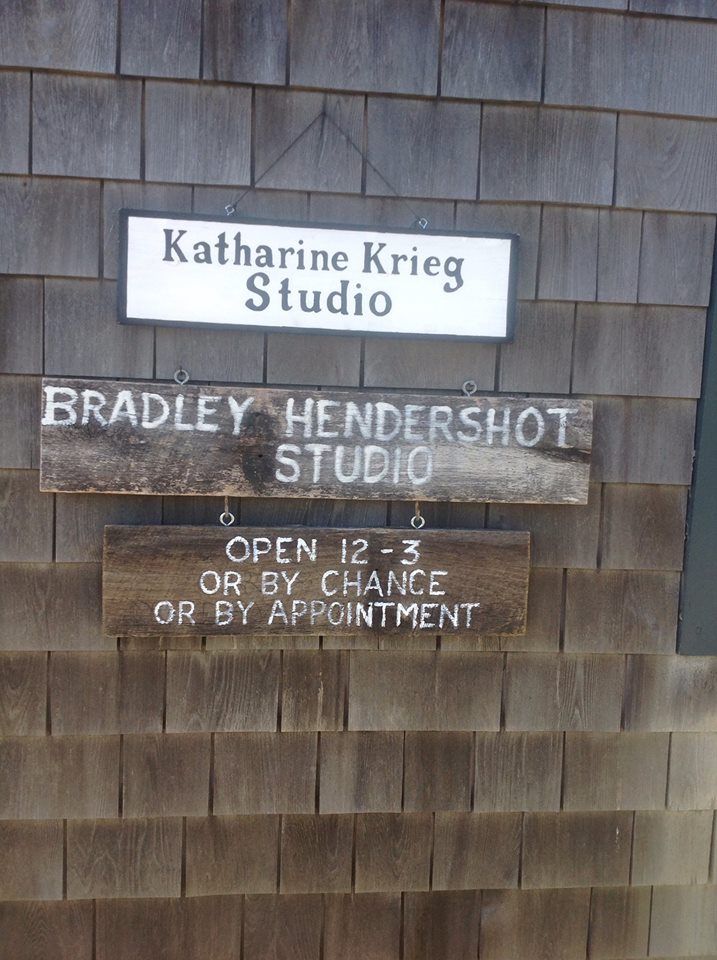 Katharine Krieg
Studio
BRADLEY HENDERSHOT
STUDIO
OPEN 12-3
OR BY CHANCE
OR BY APPOINTMENT